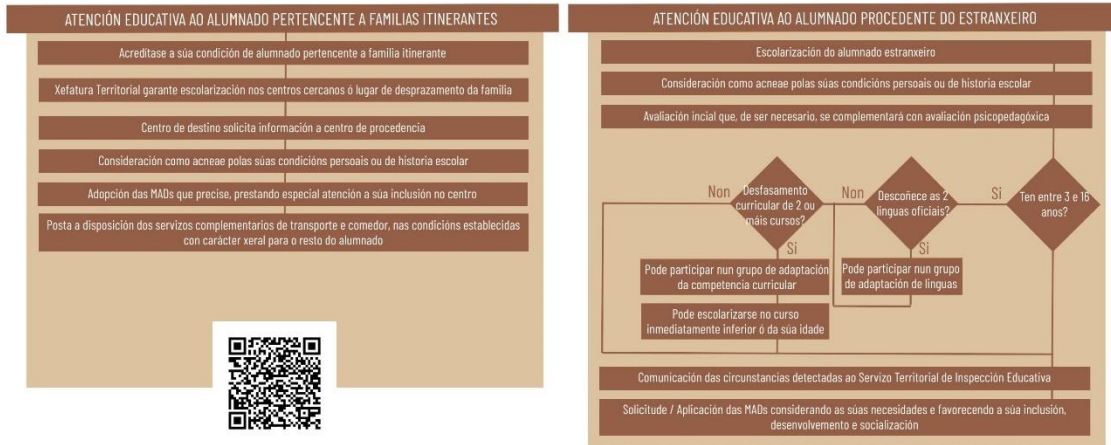 ATENCIÓN EDUCATIVA AO ALUMNADO PERTENCENTE A FAMILIAS ITINERANTES
Acredítase a súa condición de alumnado pertencente a familia itinerante
Xefatura Territorial garante escolarización nos centros cercanos ó lugar de desprazamento da familia
Centro de destino solicita información a centro de procedencia
Consideración como acneae polas súas condicións persoais ou de historia escolar
Adopción das MADs que precise, prestando especial atención a súa inclusión no centro
Posta a disposición dos servizos complementarios de transporte e comedor, nas condicións establecidas
con carácter xeral para o resto do alumnado
ATENCIÓN EDUCATIVA AO ALUMNADO PROCEDENTE DO ESTRANXEIRO
Escolarización do alumnado estranxeiro
Consideración como acneae polas súas condicións persoais ou de historia escolar
Avaliación incial que, de ser necesario, se complementará con avaliación psicopedagóxica
Ten entre 3 e 16
anos?
Si
Descoñece as 2
linguas oficiais?
Non
Si
Pode participar nun grupo
de adaptación de linguas
Desfasamento
curricular de 2 ou
máis cursos?
Non
Si
Pode participar nun grupo de adaptación
da competencia curricular
Pode escolarizarse no curso
inmediatamente inferior ó da súa idade
Comunicación das circunstancias detectadas ao Servizo Territorial de Inspección Educativa
Solicitude / Aplicación das MADs considerando as súas necesidades e favorecendo a súa inclusión,
desenvolvemento e socialización